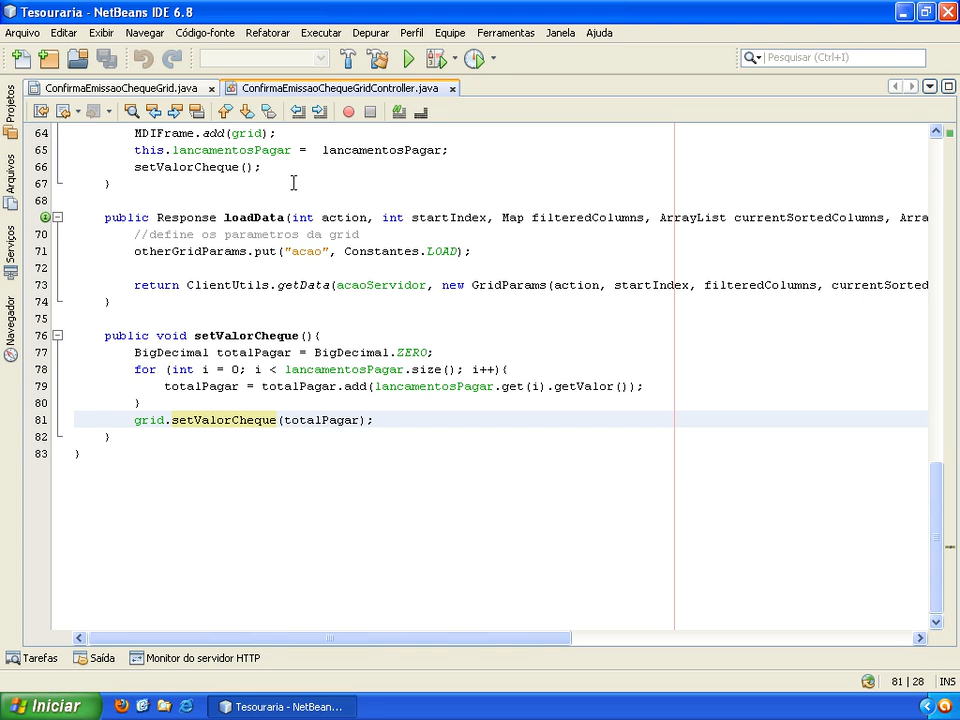 Tesouraria - NetBeans IDE 6.8
Arquivo Editar Exibir Navegar Código-fonte Refatorar Executar Depurar Perfil Equipe Ferramentas Janela Ajuda
Pesquisar (Ctrl+I)
ConfirmaEmissaoChequeGrid.java x ConfirmaEmissaoChequeGridController.java x
Projetos
Arquivos
Serviços
Navegador
64 MDIFrame.add(grid);
65 this.lancamentosPagar =  lancamentosPagar;
66 setValorCheque();
67 }
68
public Response loadData(int action, int startIndex, Map filteredColumns, ArrayList currentSortedColumns, Arra
70 //define os parametros da grid
71 otherGridParams.put("acao", Constantes.LOAD);
72
73 return ClientUtils.getData(acaoServidor, new GridParams(action, startIndex, filteredColumns, currentSorted
74 }
75
76 public void setValorCheque(){
77 BigDecimal totalPagar = BigDecimal.ZERO;
78 for (int i = 0; i < lancamentosPagar.size(); i++){
79 totalPagar = totalPagar.add(lancamentosPagar.get(i).getValor());
80 }
81 grid.setValorCheque(totalPagar);
82 }
83 }
Tarefas Saída Monitor do servidor HTTP
81 | 28 INS
Iniciar Tesouraria - NetBean...